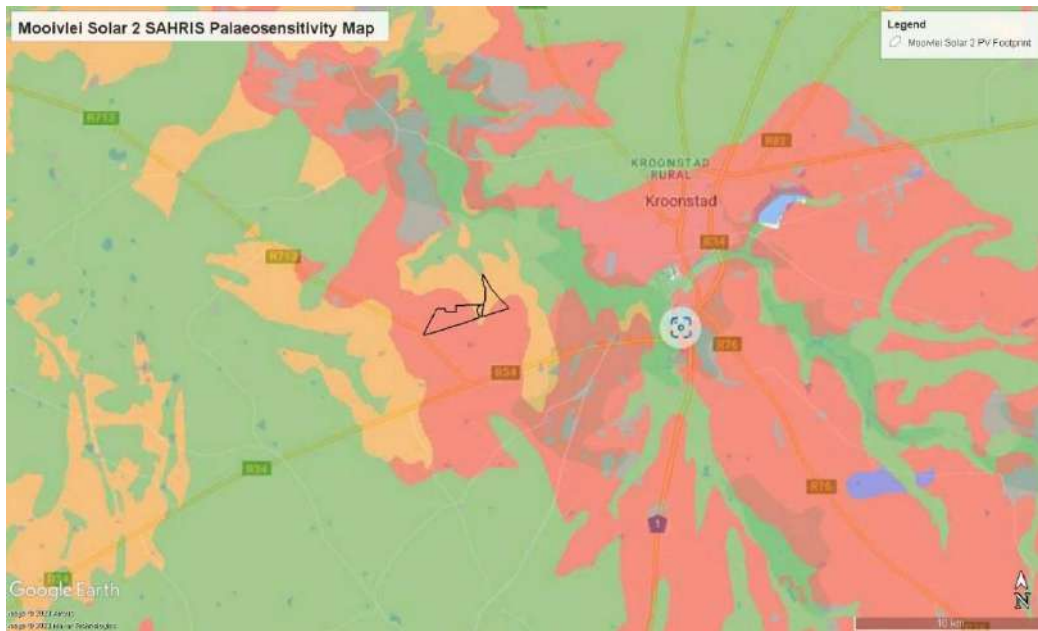 Mooivlei Solar 2 SAHRIS Palaeosensitivity Map
Legend
Mooivlei Solar 2 PV Footprint
R713
R82
KROONSTAD
RURAL
Kroonstad
R34
R713
R76
R34
R34
R76
1
Google Earth
10 km
N